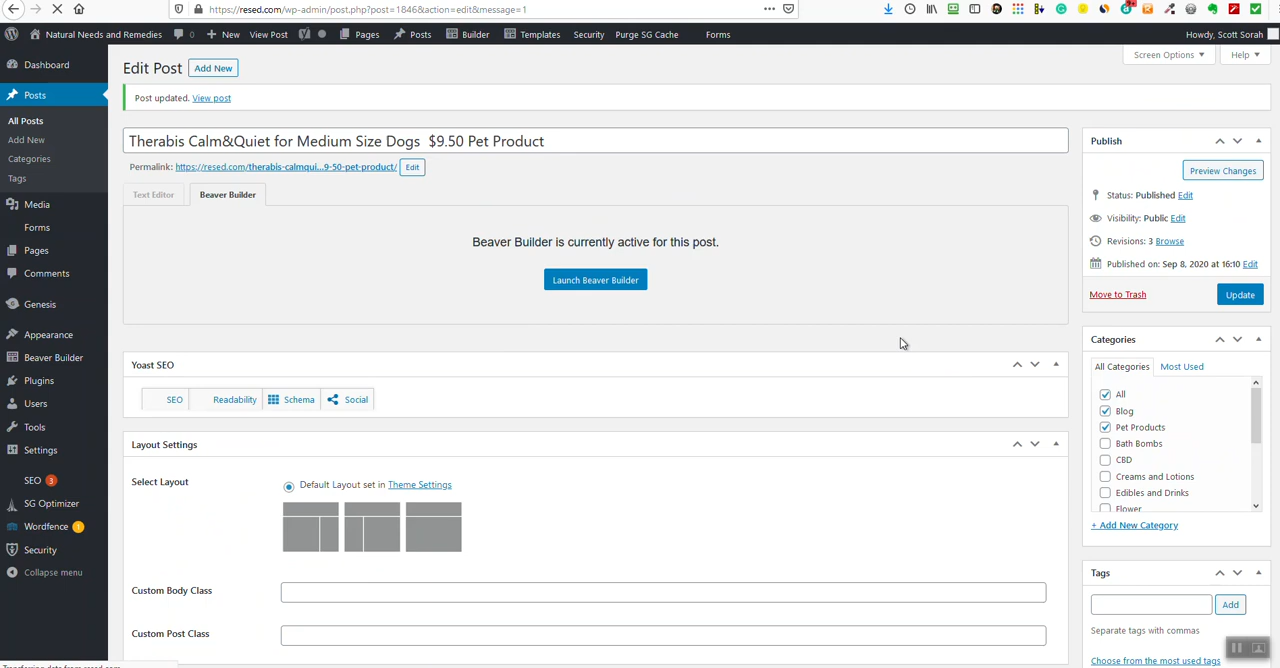 https://resed.com/wp-admin/post.php?post=18468&action=edit&message=1
Natural Needs and Remedies 0 New View Post Pages Posts Builder Templates Security Purge SG Cache Forms Howdy, Scott Sorah
Screen Options Help
Dashboard
Posts
All Posts
Add New
Categories
Tags
Media
Forms
Pages
Comments
Genesis
Appearance
Beaver Builder
Plugins
Users
Tools
Settings
SEO 3
SG Optimizer
Wordfence 1
Security
Collapse menu
Edit Post Add New
Post updated. View post
Therabis Calm&Quiet for Medium Size Dogs $9.50 Pet Product
Permalink: https://resed.com/therabis-calmqui...9-50-pet-product/ Edit
Text Editor Beaver Builder
Beaver Builder is currently active for this post.
Launch Beaver Builder
Yoast SEO
SEO Readability Schema Social
Layout Settings
Select Layout
Default Layout set in Theme Settings
Custom Body Class
Custom Post Class
Publish
Preview Changes
Status: Published Edit
Visibility: Public Edit
Revisions: 3 Browse
Published on: Sep 8, 2020 at 16:10 Edit
Move to Trash Update
Categories
All Categories Most Used
All
Blog
Pet Products
Bath Bombs
CBD
Creams and Lotions
Edibles and Drinks
Flower
+ Add New Category
Tags
Add
Separate tags with commas
Choose from the most used tags